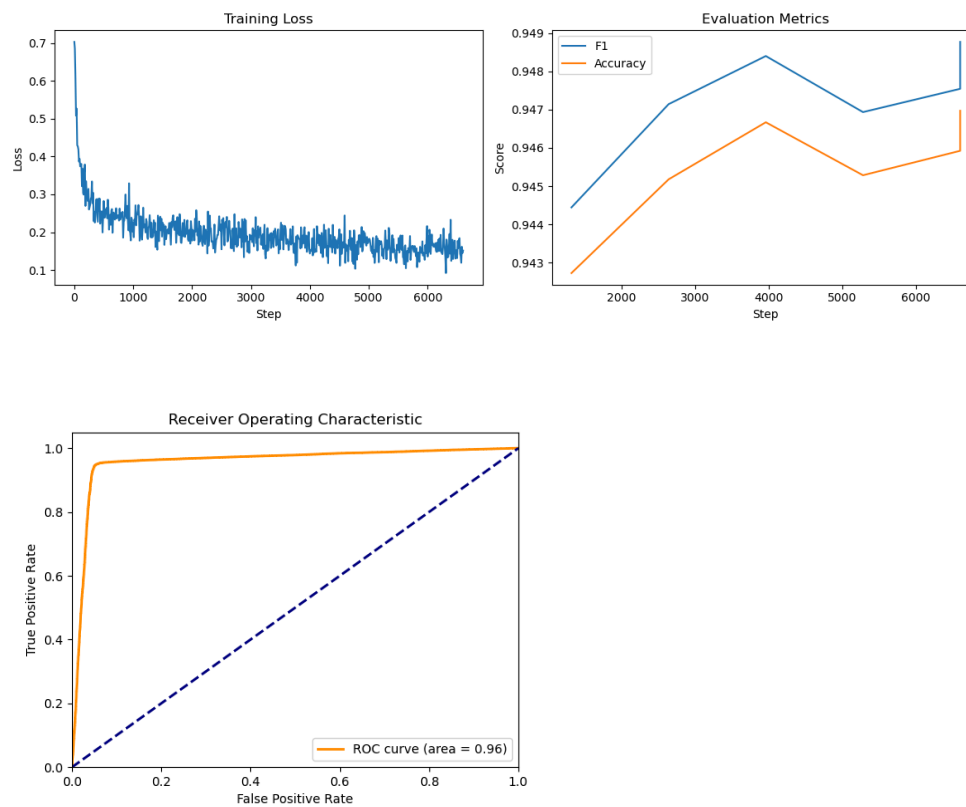 Training Loss
0.7
0.6
0.5
0.4
0.3
0.2
0.1
Loss
0 1000 2000 3000 4000 5000 6000
Step
Evaluation Metrics
F1
Accuracy
0.949
0.948
0.947
0.946
0.945
0.944
0.943
Score
2000 3000 4000 5000 6000
Step
Receiver Operating Characteristic
1.0
0.8
0.6
0.4
0.2
0.0
True Positive Rate
ROC curve (area = 0.96)
0.0 0.2 0.4 0.6 0.8 1.0
False Positive Rate